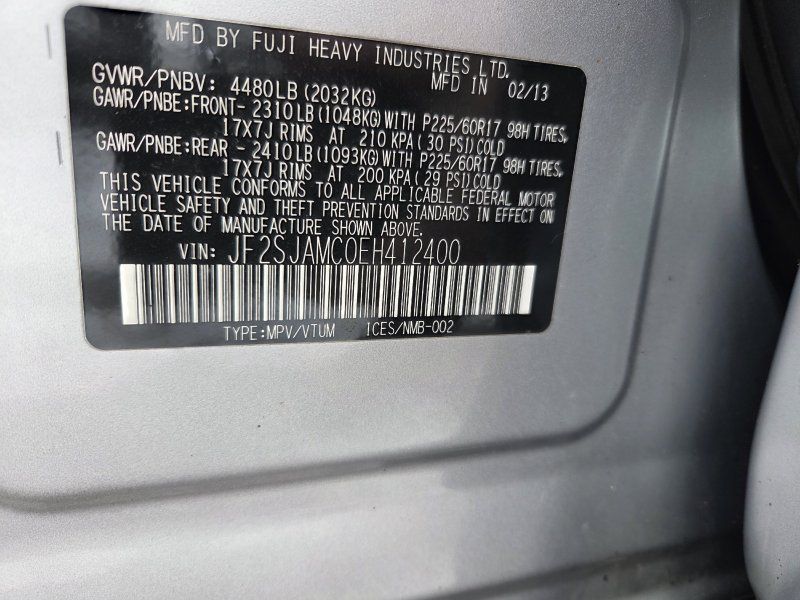 MFD BY FUJI HEAVY INDUSTRIES LTD.
MFD IN 02/13
GVWR/PNBV: 4480LB (2032KG)
GAWR/PNBE:FRONT- 2310LB (1048KG) WITH P225/60R17 98H TIRES,
17X7J RIMS AT 210 KPA ( 30 PSI) COLD
GAWR/PNBE:REAR - 2410LB (1093KG) WITH P225/60R17 98H TIRES,
17X7J RIMS AT 200 KPA ( 29 PSI) COLD
THIS VEHICLE CONFORMS TO ALL APPLICABLE FEDERAL MOTOR
VEHICLE SAFETY AND THEFT PREVENTION STANDARDS IN EFFECT ON
THE DATE OF MANUFACTURE SHOWN ABOVE.
VIN: JF2SJAMC0EH412400
TYPE:MPV/VTUM ICES/NMB-002